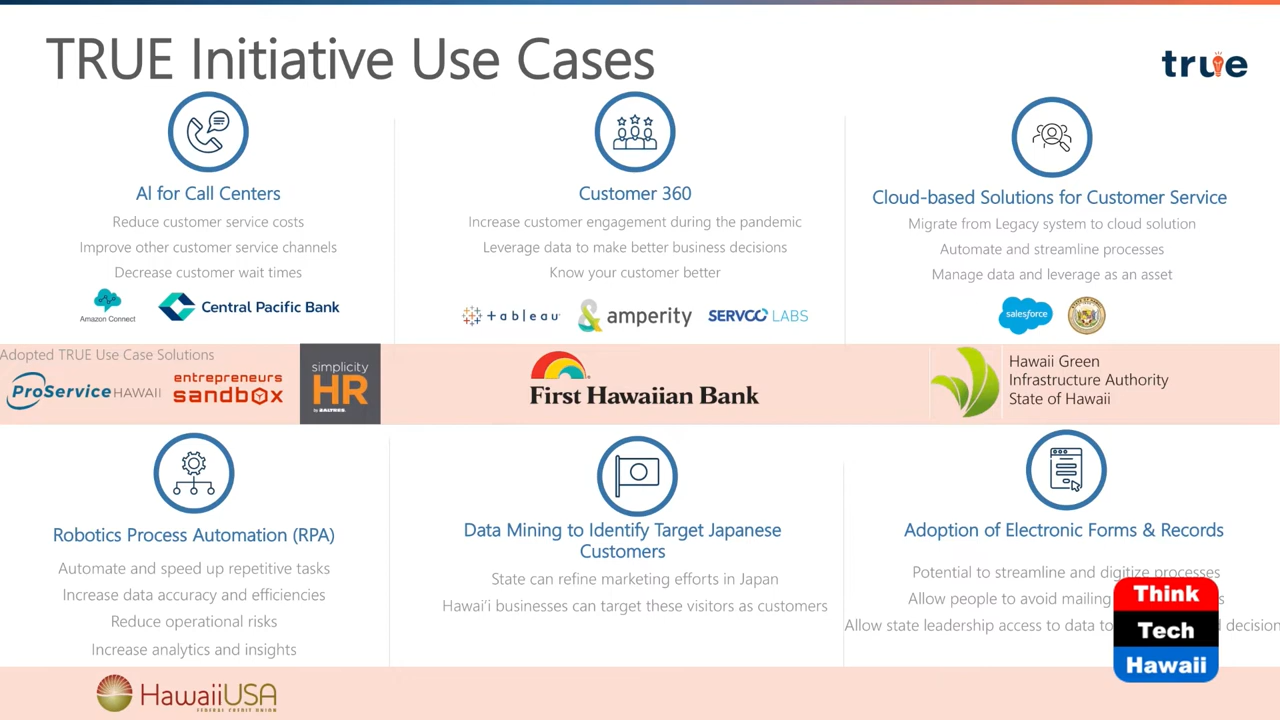 TRUE Initiative Use Cases
true
AI for Call Centers
Reduce customer service costs
Improve other customer service channels
Decrease customer wait times
Amazon Connect
Central Pacific Bank
Customer 360
Increase customer engagement during the pandemic
Leverage data to make better business decisions
Know your customer better
+ableau
amperity
SERVCO LABS
Cloud-based Solutions for Customer Service
Migrate from Legacy system to cloud solution
Automate and streamline processes
Manage data and leverage as an asset
salesforce
Adopted TRUE Use Case Solutions
ProService HAWAII
entrepreneurs
sandbox
simplicity
HR
by ALTRES
First Hawaiian Bank
Hawaii Green
Infrastructure Authority
State of Hawaii
Robotics Process Automation (RPA)
Automate and speed up repetitive tasks
Increase data accuracy and efficiencies
Reduce operational risks
Increase analytics and insights
Data Mining to Identify Target Japanese
Customers
State can refine marketing efforts in Japan
Hawai'i businesses can target these visitors as customers
Adoption of Electronic Forms & Records
Potential to streamline and digitize processes
Allow people to avoid mailing
Allow state leadership access to data to decision
Think
Tech
Hawaii
HawaiiUSA
FEDERAL CREDIT UNION